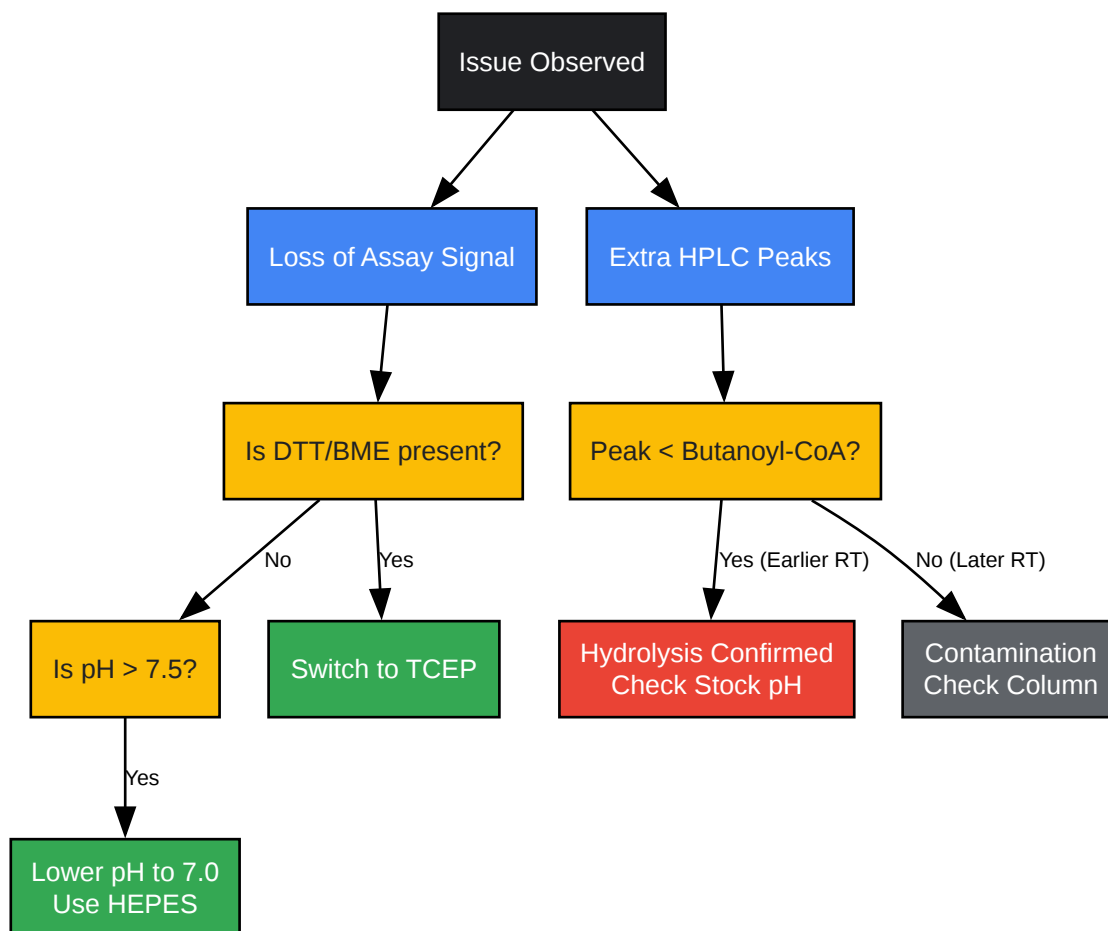 Issue Observed
Loss of Assay Signal
Extra HPLC Peaks
Is DTT/BME present?
Peak < Butanoyl-CoA?
No
Yes
Yes (Earlier RT)
No (Later RT)
Is pH > 7.5?
Switch to TCEP
Hydrolysis Confirmed
Check Stock pH
Contamination
Check Column
Yes
Lower pH to 7.0
Use HEPES